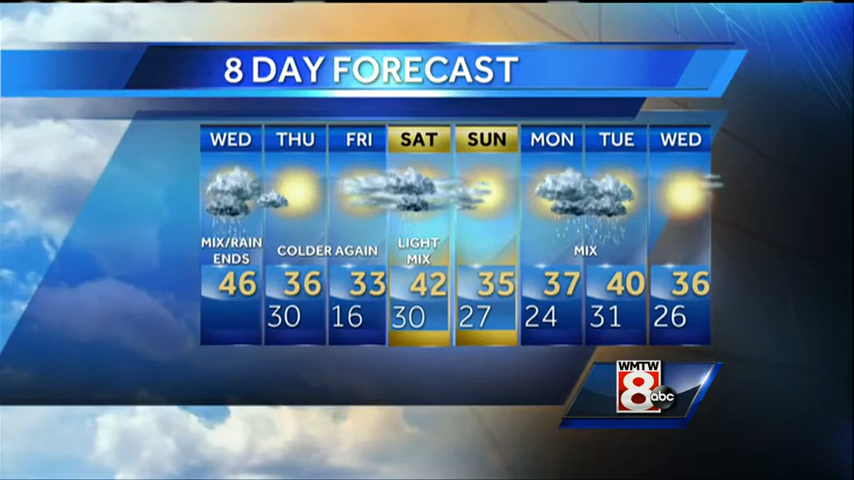 8 DAY FORECAST
WED THU FRI SAT SUN MON TUE WED
MIX/RAIN ENDS
COLDER AGAIN
LIGHT MIX
MIX
46 36 33 42 35 37 40 36
30 16 30 27 24 31 26
WMTW
8
abc